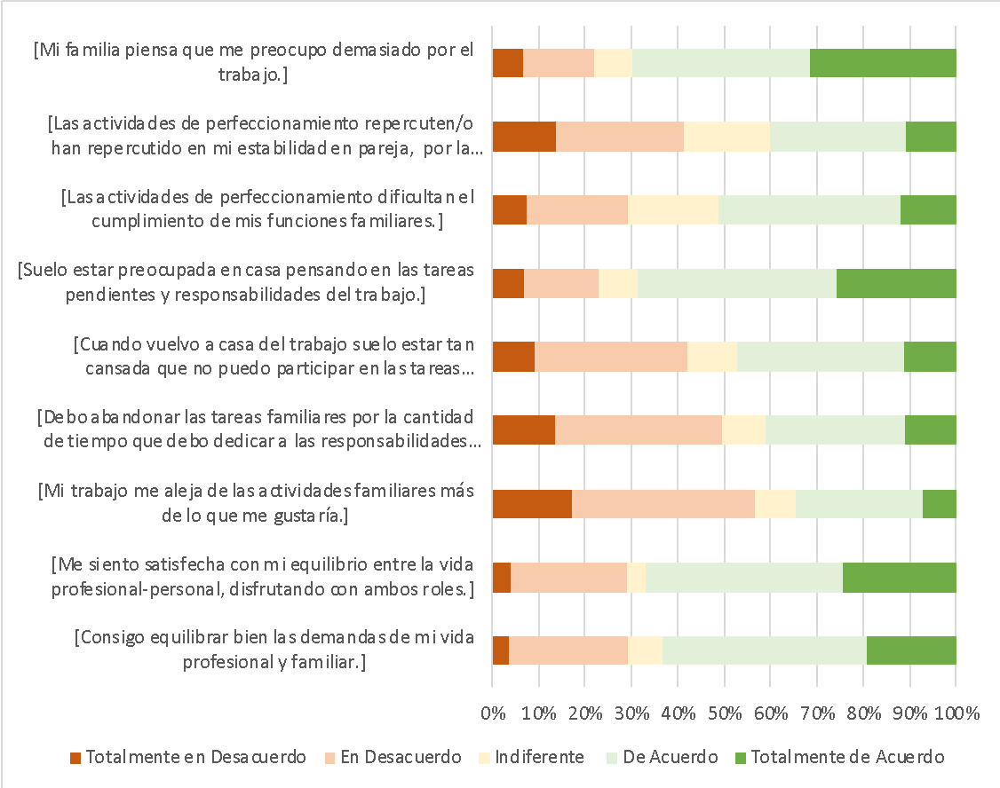 [Mi familia piensa que me preocupo demasiado por el
trabajo.]
[Las actividades de perfeccionamiento repercuten/o
han repercutido en mi estabilidad en pareja, por la...
[Las actividades de perfeccionamiento dificultan el
cumplimiento de mis funciones familiares.]
[Suelo estar preocupada en casa pensando en las tareas
pendientes y responsabilidades del trabajo.]
[Cuando vuelvo a casa del trabajo suelo estar tan
cansada que no puedo participar en las tareas...
[Debo abandonar las tareas familiares por la cantidad
de tiempo que debo dedicar a las responsabilidades...
[Mi trabajo me aleja de las actividades familiares más
de lo que me gustaría.]
[Me siento satisfecha con mi equilibrio entre la vida
profesional-personal, disfrutando con ambos roles.]
[Consigo equilibrar bien las demandas de mi vida
profesional y familiar.]
0% 10% 20% 30% 40% 50% 60% 70% 80% 90% 100%
Totalmente en Desacuerdo En Desacuerdo Indiferente De Acuerdo Totalmente de Acuerdo